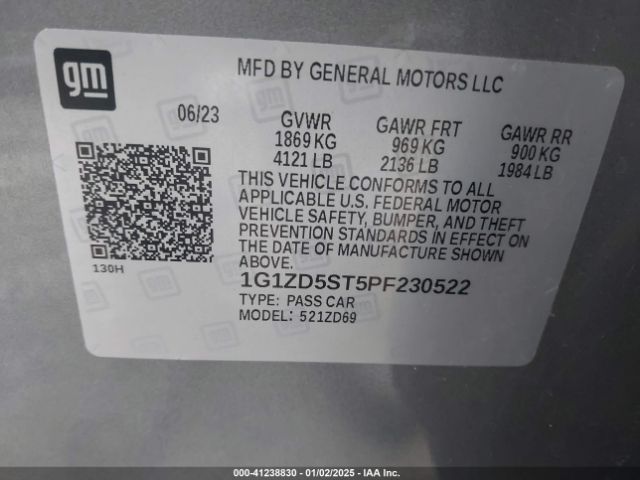 gm
MFD BY GENERAL MOTORS LLC
06/23
GVWR
1869 KG
4121 LB
GAWR FRT
969 KG
2136 LB
GAWR RR
900 KG
1984 LB
THIS VEHICLE CONFORMS TO ALL
APPLICABLE U.S. FEDERAL MOTOR
VEHICLE SAFETY, BUMPER, AND THEFT
PREVENTION STANDARDS IN EFFECT ON
THE DATE OF MANUFACTURE SHOWN
ABOVE.
130H
1G1ZD5ST5PF230522
TYPE: PASS CAR
MODEL: 521ZD69
000-41238830 - 01/02/2025 - IAA Inc.